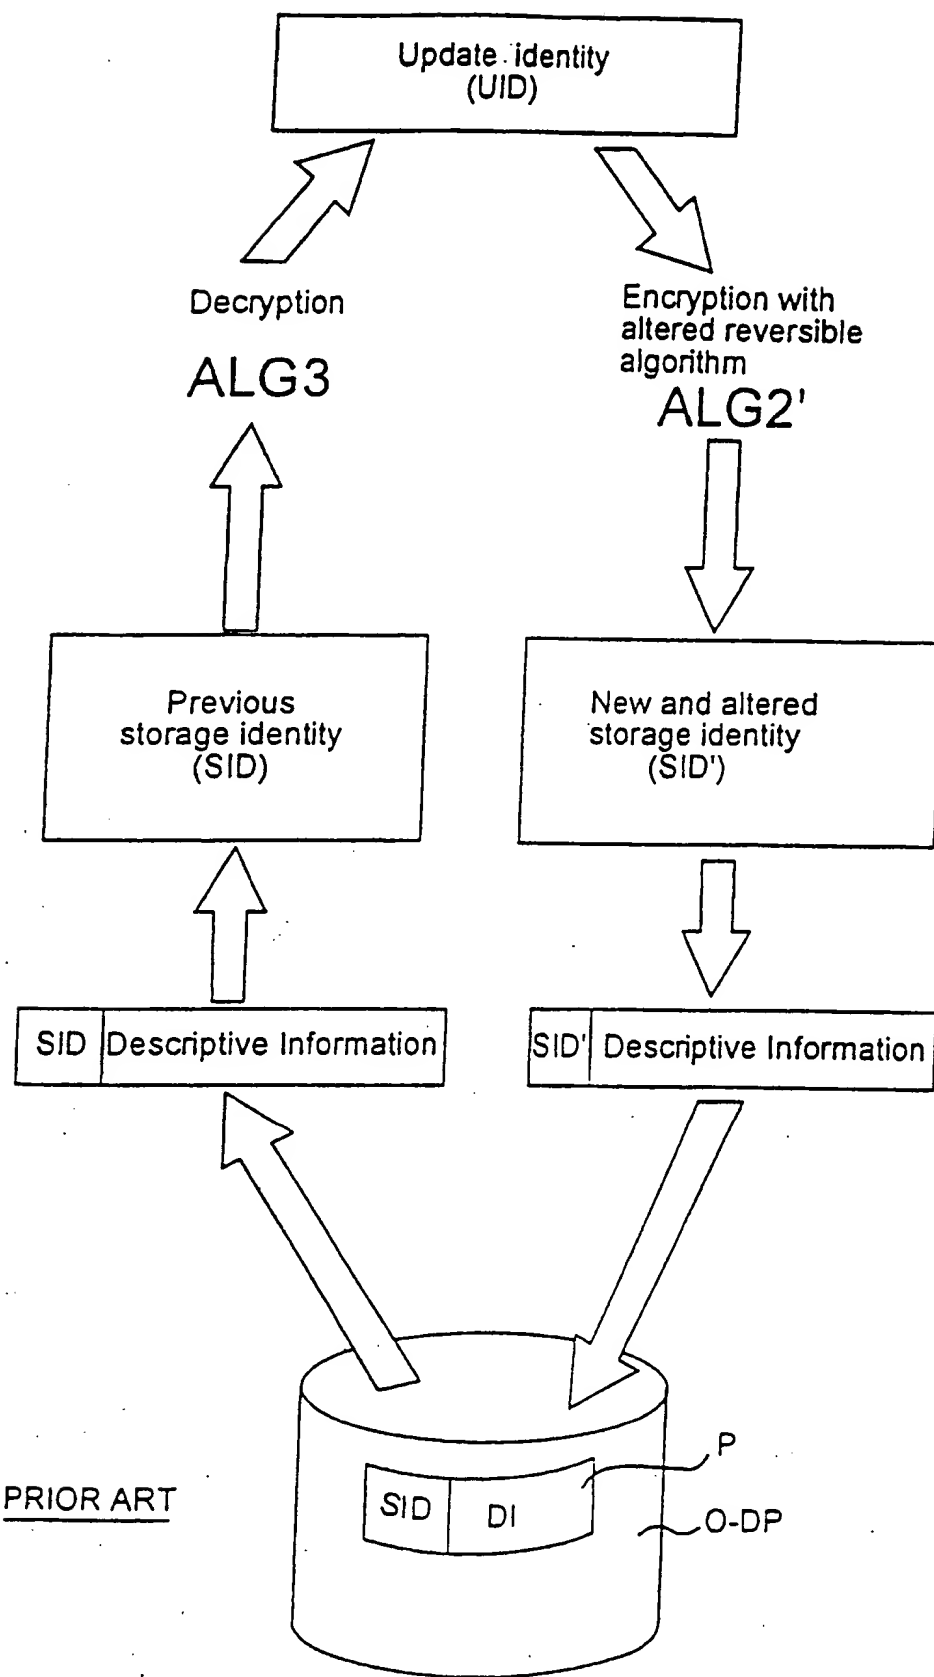 Update identity
(UID)
Decryption
ALG3
Encryption with
altered reversible
algorithm
ALG2'
Previous
storage identity
(SID)
New and altered
storage identity
(SID')
SID Descriptive Information
SID' Descriptive Information
P
SID DI
O-DP
PRIOR ART